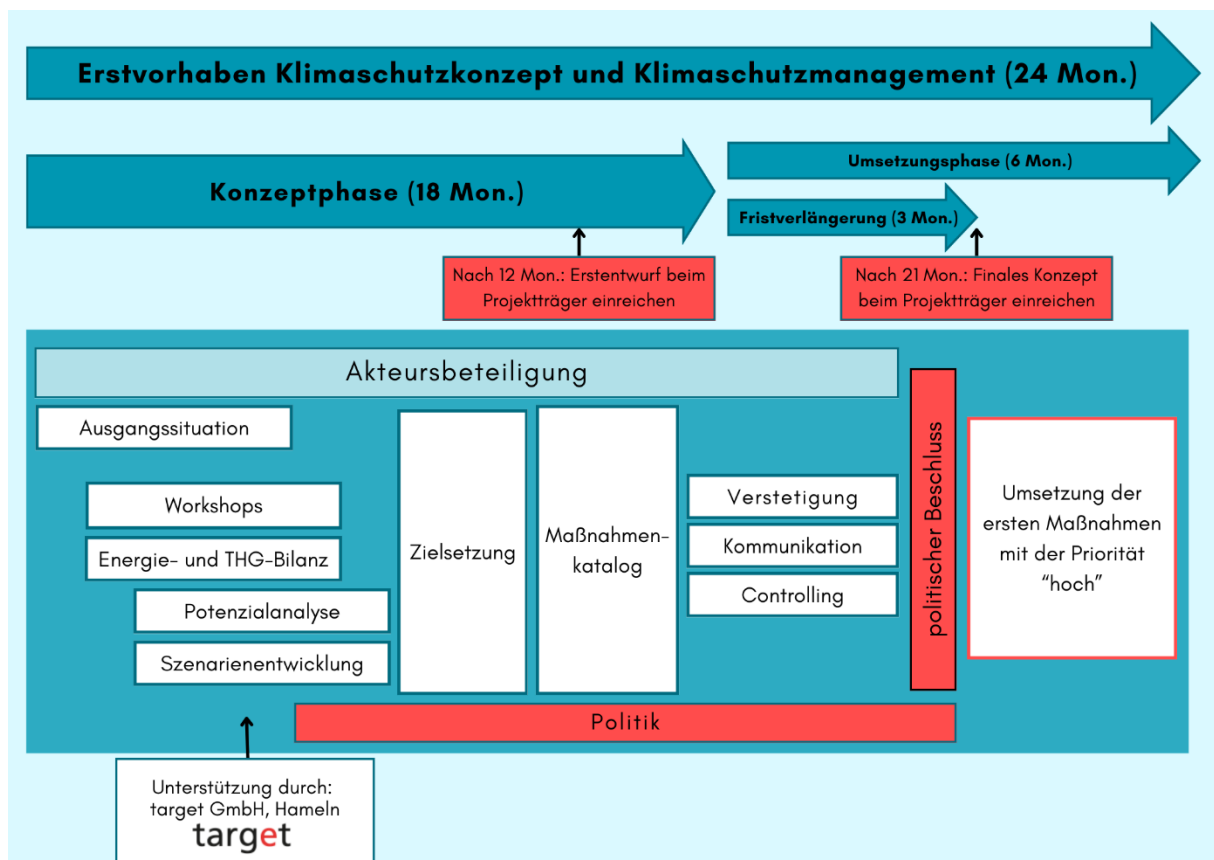 Erstvorhaben Klimaschutzkonzept und Klimaschutzmanagement (24 Mon.)
Konzeptphase (18 Mon.)
Umsetzungsphase (6 Mon.)
Fristverlängerung (3 Mon.)
Nach 12 Mon.: Erstentwurf beim
Projektträger einreichen
Nach 21 Mon.: Finales Konzept
beim Projektträger einreichen
Akteursbeteiligung
Ausgangssituation
Workshops
Energie- und THG-Bilanz
Potenzialanalyse
Szenarienentwicklung
Zielsetzung
Maßnahmen-
katalog
Verstetigung
Kommunikation
Controlling
politischer Beschluss
Umsetzung der
ersten Maßnahmen
mit der Priorität
“hoch”
Politik
Unterstützung durch:
target GmbH, Hameln
target